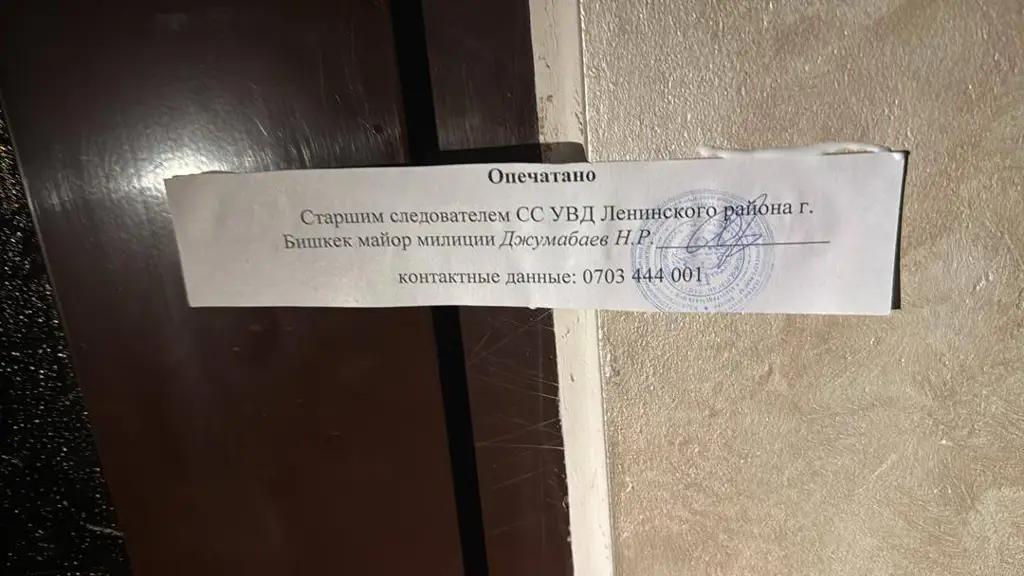 Опечатано
Старшим следователем СС УВД Ленинского района г.
Бишкек майор милиции Джумабаев Н.Р.
контактные данные: 0703 444 001